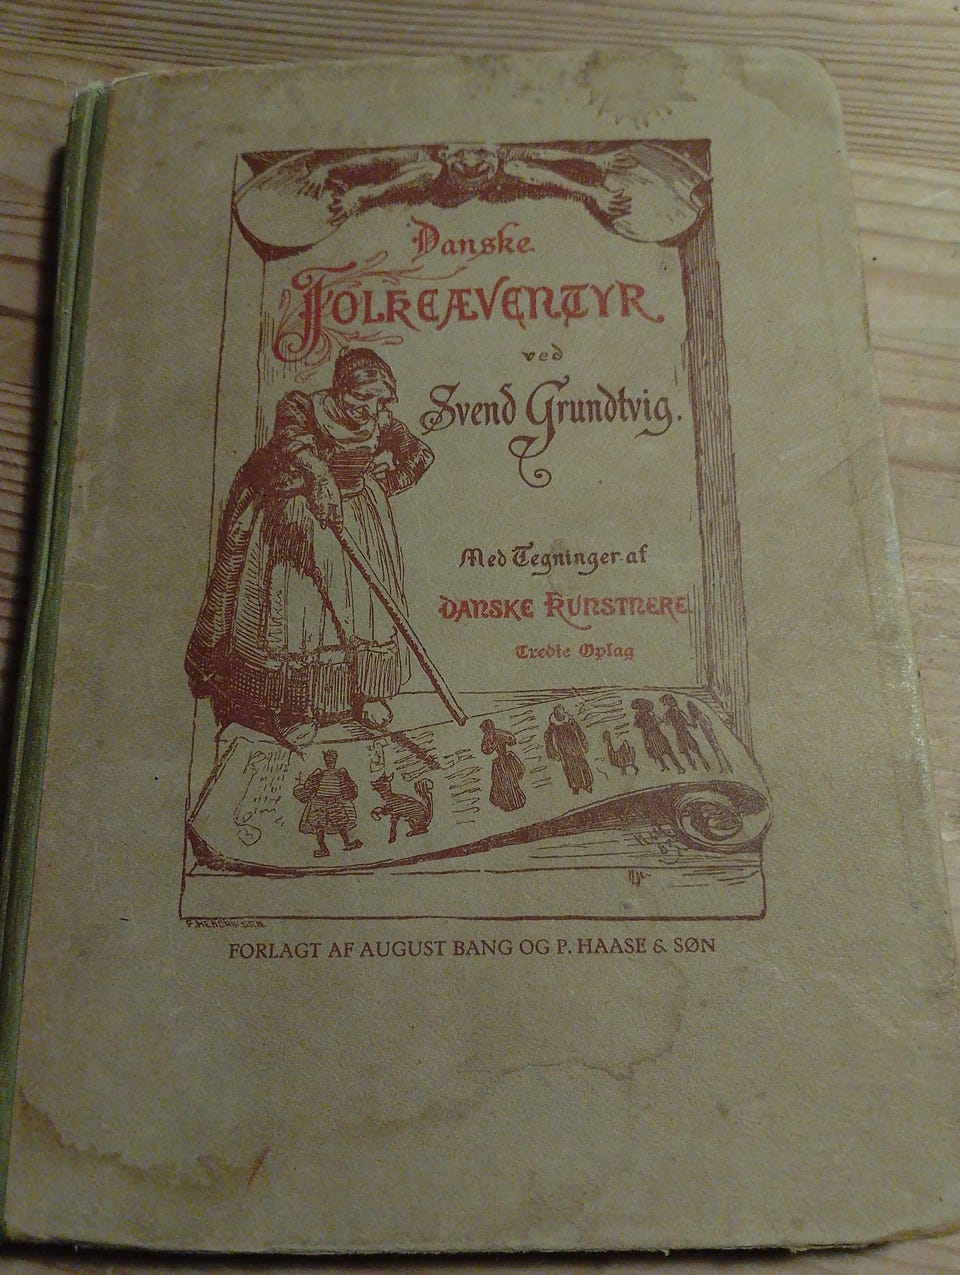 Danske
FOLKEÆVENTYR
ved
Svend Grundtvig.
Med Tegninger af
DANSKE KUNSTNERE
Tredie Oplag
F. HENDRIKSEN.
FORLAGT AF AUGUST BANG OG P. HAASE & SØN